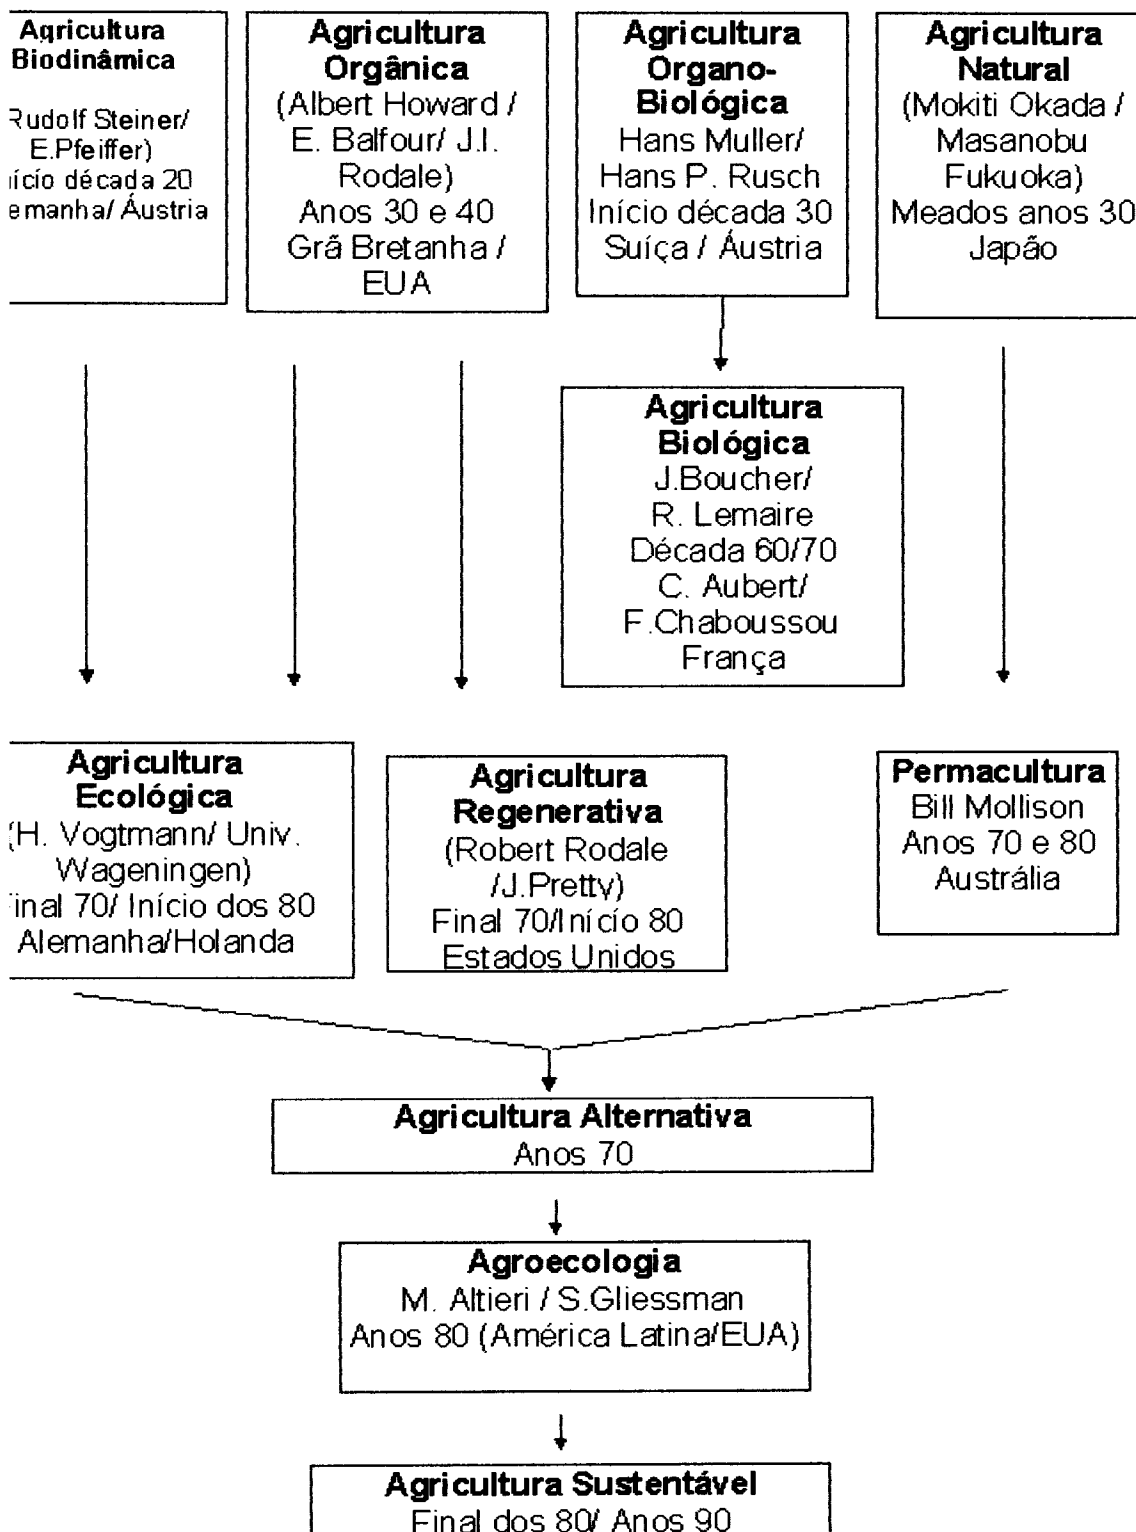 Agricultura
Biodinâmica
Rudolf Steiner/
E.Pfeiffer)
década 20
Áustria
Agricultura
Orgânica
(Albert Howard /
E. Balfour/ J.I.
Rodale)
Anos 30 e 40
Grã Bretanha /
EUA
Agricultura
Organo-
Biológica
Hans Muller/
Hans P. Rusch
Início década 30
Suíça / Áustria
Agricultura
Natural
(Mokiti Okada /
Masanobu
Fukuoka)
Meados anos 30
Japão
Agricultura
Biológica
J.Boucher/
R. Lemaire
Década 60/70
C. Aubert/
F.Chaboussou
França
Agricultura
Ecológica
(H. Vogtmann/ Univ.
Wageningen)
70/ Início dos 80
Alemanha/Holanda
Agricultura
Regenerativa
(Robert Rodale
/J.Pretty)
Final 70/Início 80
Estados Unidos
Permacultura
Bill Mollison
Anos 70 e 80
Austrália
Agricultura Alternativa
Anos 70
Agroecologia
M. Altieri / S.Gliessman
Anos 80 (América Latina/EUA)
Agricultura Sustentável
Final dos 80/ Anos 90